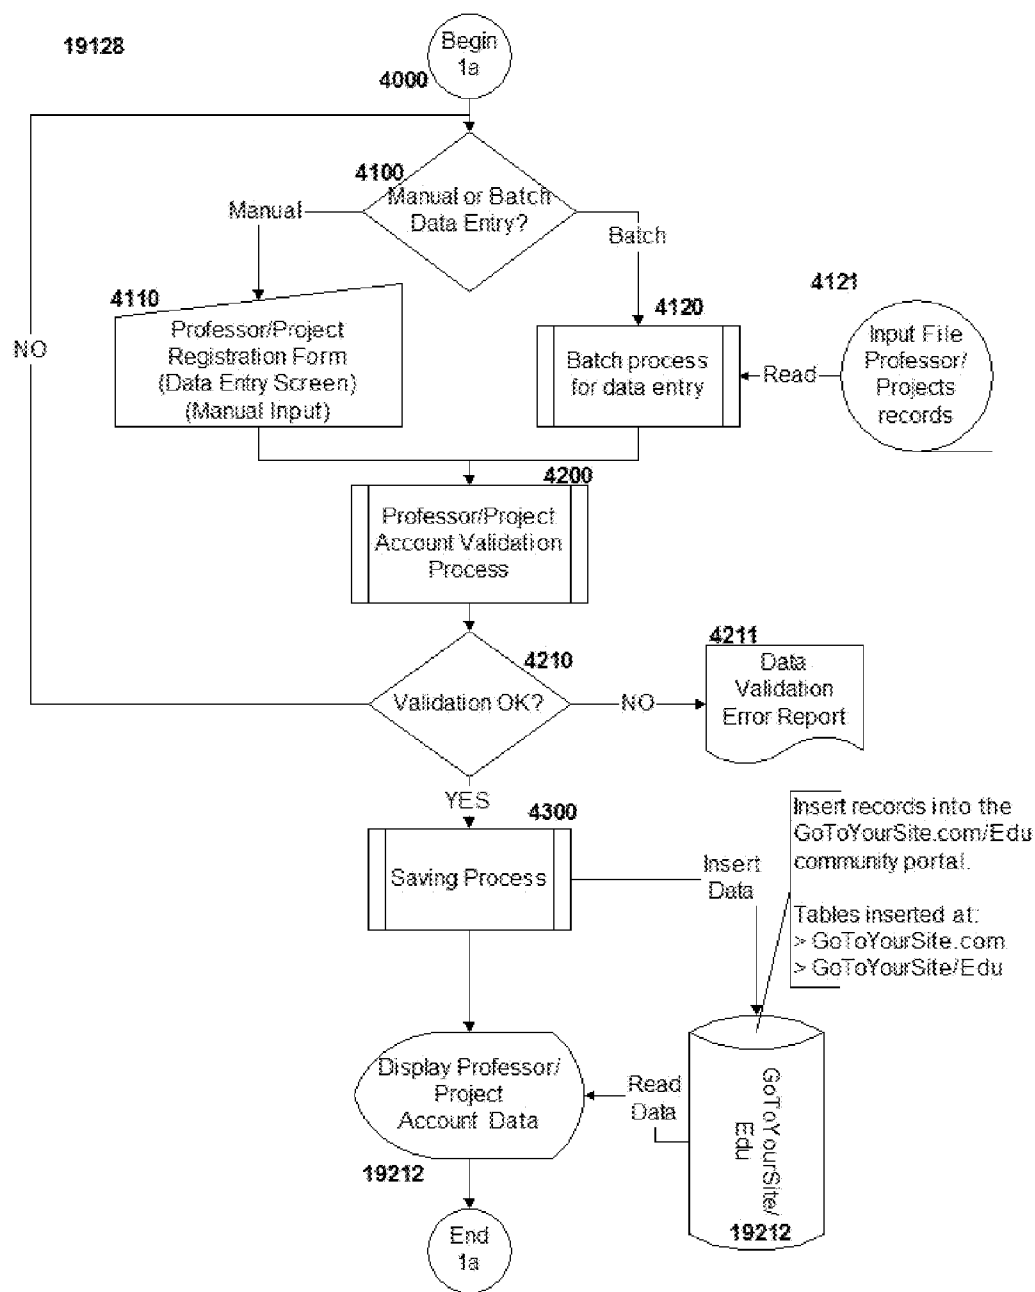 19128
Begin
1a
4000
4100
Manual or Batch
Data Entry?
Manual
Batch
4110
Professor/Project
Registration Form
(Data Entry Screen)
(Manual Input)
4120
Batch process
for data entry
Read
4121
Input File
Professor/
Projects
records
NO
4200
Professor/Project
Account Validation
Process
4210
Validation OK?
NO
4211
Data
Validation
Error Report
YES
4300
Saving Process
Insert
Data
Insert records into the
GoToYourSite.com/Edu
community portal.
Tables inserted at:
> GoToYourSite.com
> GoToYourSite/Edu
Display Professor/
Project
Account Data
19212
Read
Data
GoToYourSite/
Edu
19212
End
1a